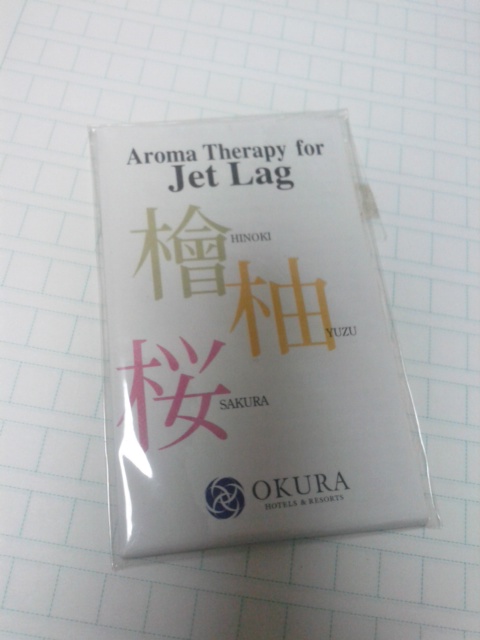 Aroma Therapy for
Jet Lag
檜 HINOKI
柚 YUZU
桜 SAKURA
OKURA
HOTELS & RESORTS